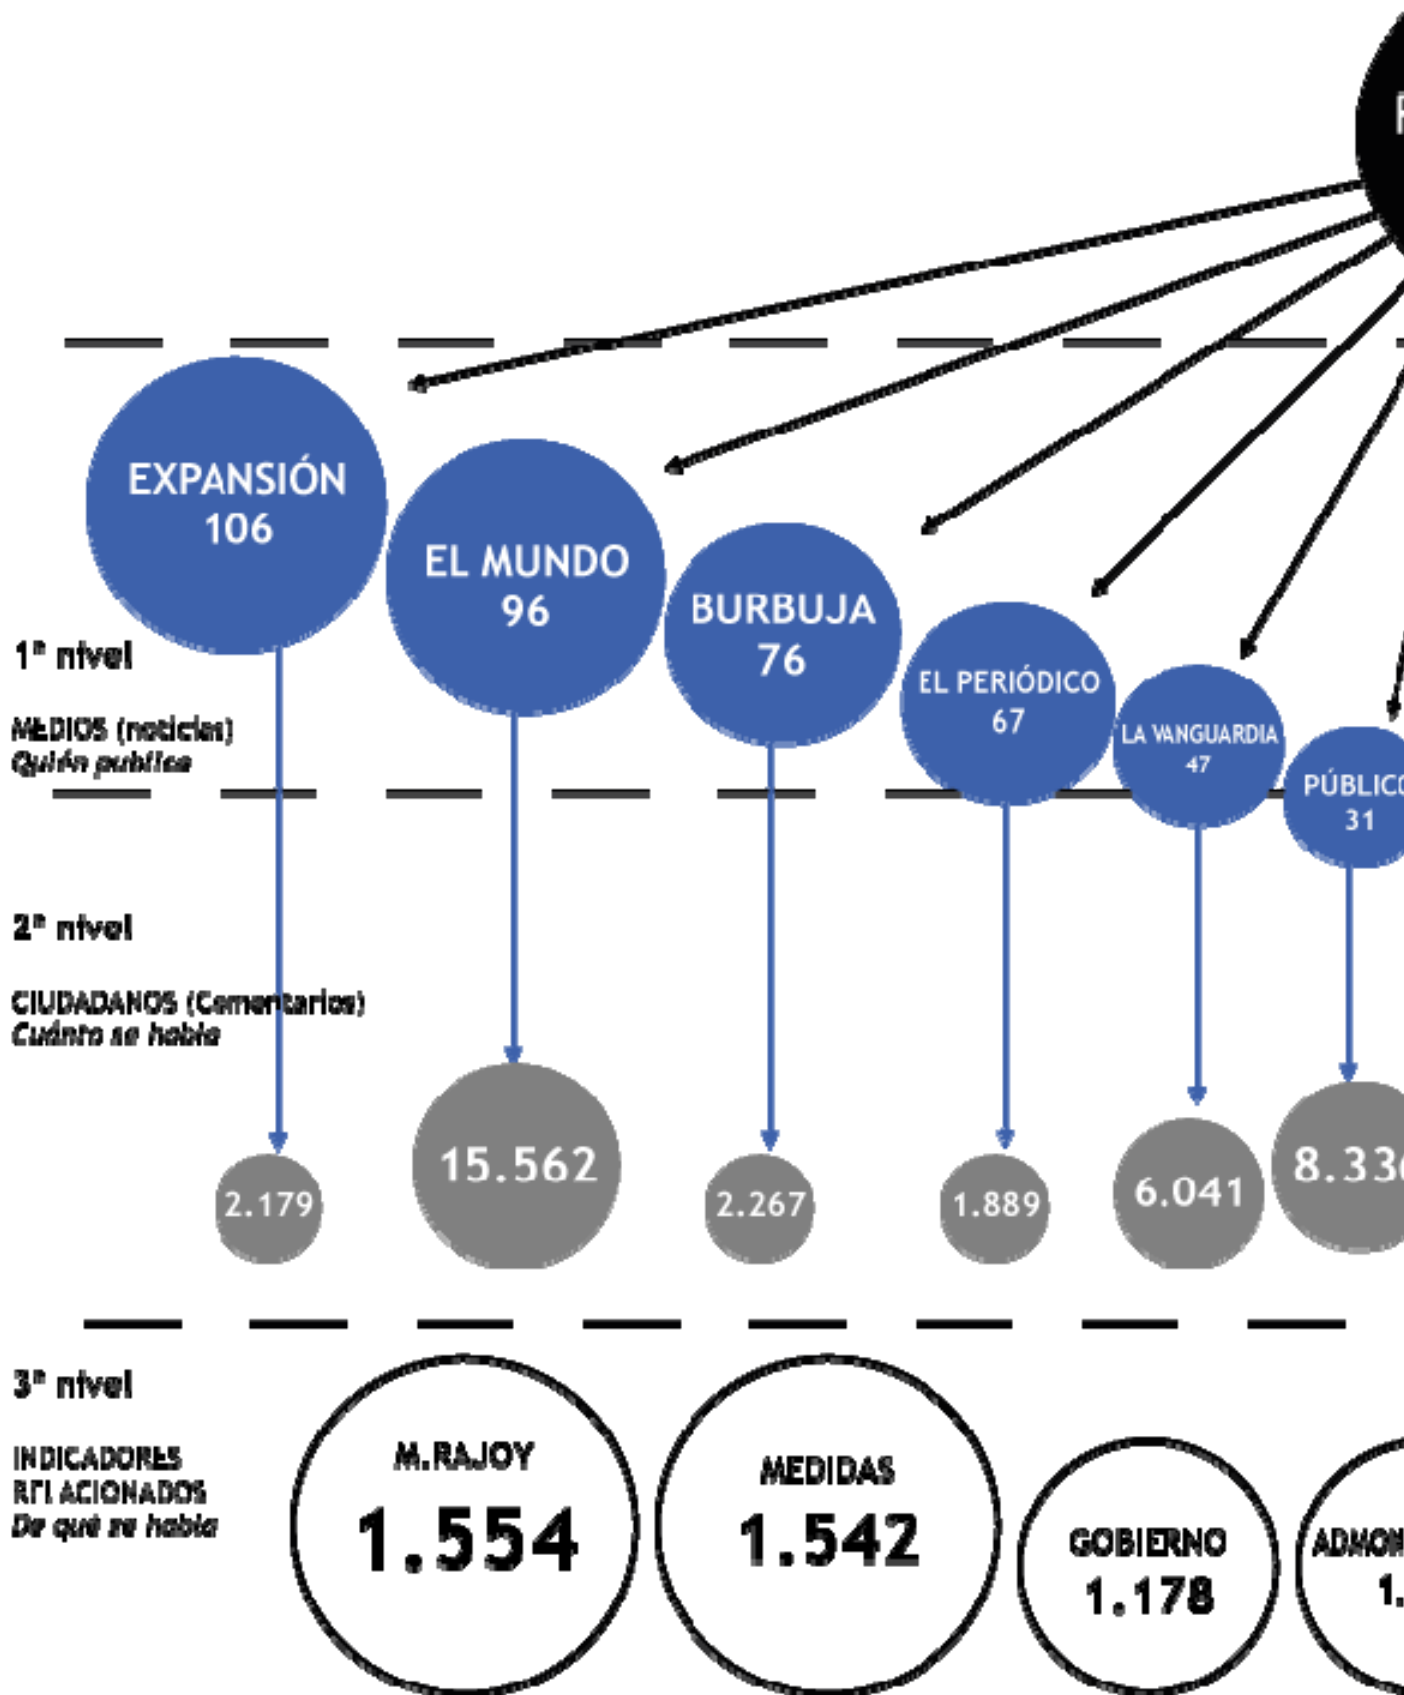 EXPANSIÓN
106
EL MUNDO
96
BURBUJA
76
EL PERIÓDICO
67
LA VANGUARDIA
47
PÚBLICO
31
1º nivel
MEDIOS (noticias)
Quién publica
2º nivel
CIUDADANOS (Comentarios)
Cuánto se habla
2.179
15.562
2.267
1.889
6.041
3º nivel
INDICADORES
RELACIONADOS
De qué se habla
M.RAJOY
1.554
MEDIDAS
1.542
GOBIERNO
1.178